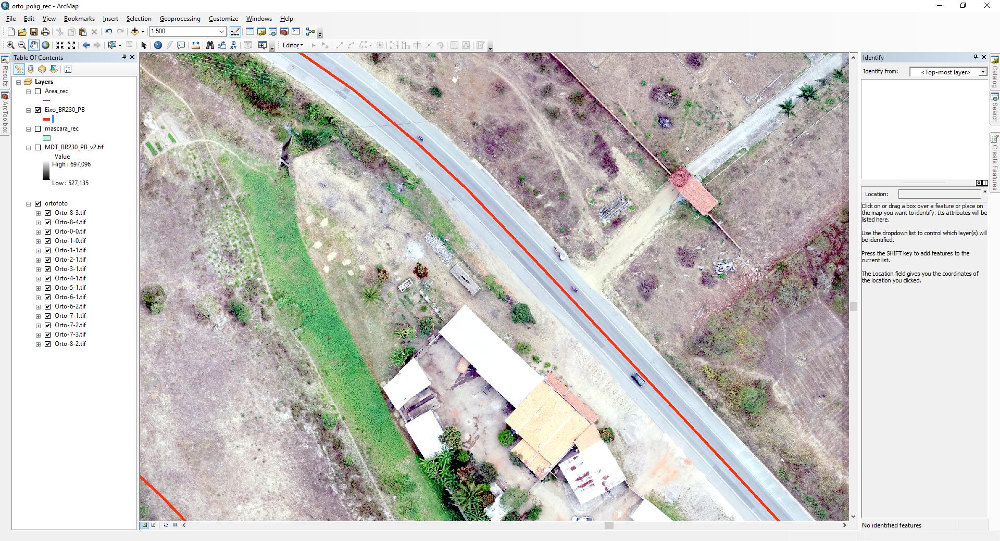 orto_polig_rec - ArcMap
File Edit View Bookmarks Insert Selection Geoprocessing Customize Windows Help
1:500
Editor
Table Of Contents
Results
ArcToolbox
Layers
Area_rec
Eixo_BR230_PB
mascara_rec
MDT_BR230_PB_v2.tif
Value
High : 697,096
Low : 527,135
ortofoto
Orto-8-3.tif
Orto-8-4.tif
Orto-0-0.tif
Orto-1-0.tif
Orto-1-1.tif
Orto-2-1.tif
Orto-3-1.tif
Orto-4-1.tif
Orto-5-1.tif
Orto-6-1.tif
Orto-6-2.tif
Orto-7-1.tif
Orto-7-2.tif
Orto-7-3.tif
Orto-8-2.tif
Identify
Identify from: <Top-most layer>
Location:
Click on or drag a box over a feature or place on
the map you want to identify. Its attributes will be
listed here.
Use the dropdown list to control which layer(s) will
be identified.
Press the SHIFT key to add features to the
current list.
The Location field gives you the coordinates of
the location you clicked.
No identified features
Catalog
Search
Create Features